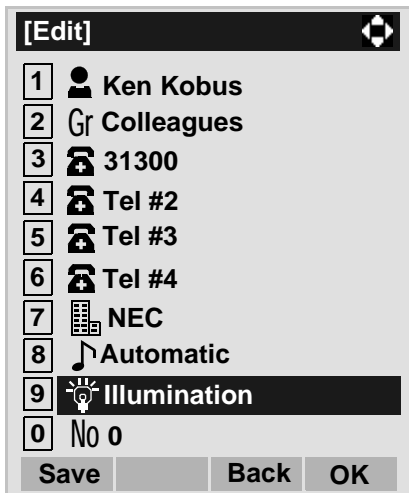 [Edit]
1 Ken Kobus
2 Gr Colleagues
3 31300
4 Tel #2
5 Tel #3
6 Tel #4
7 NEC
8 Automatic
9 Illumination
0 No 0
Save Back OK